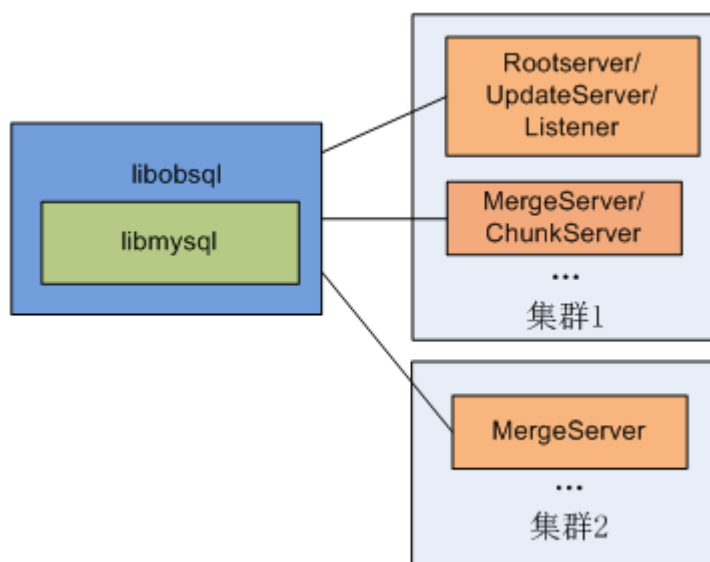 libobsql
libmysql
Rootserver/
UpdateServer/
Listener
MergeServer/
ChunkServer
...
集群1
MergeServer
...
集群2